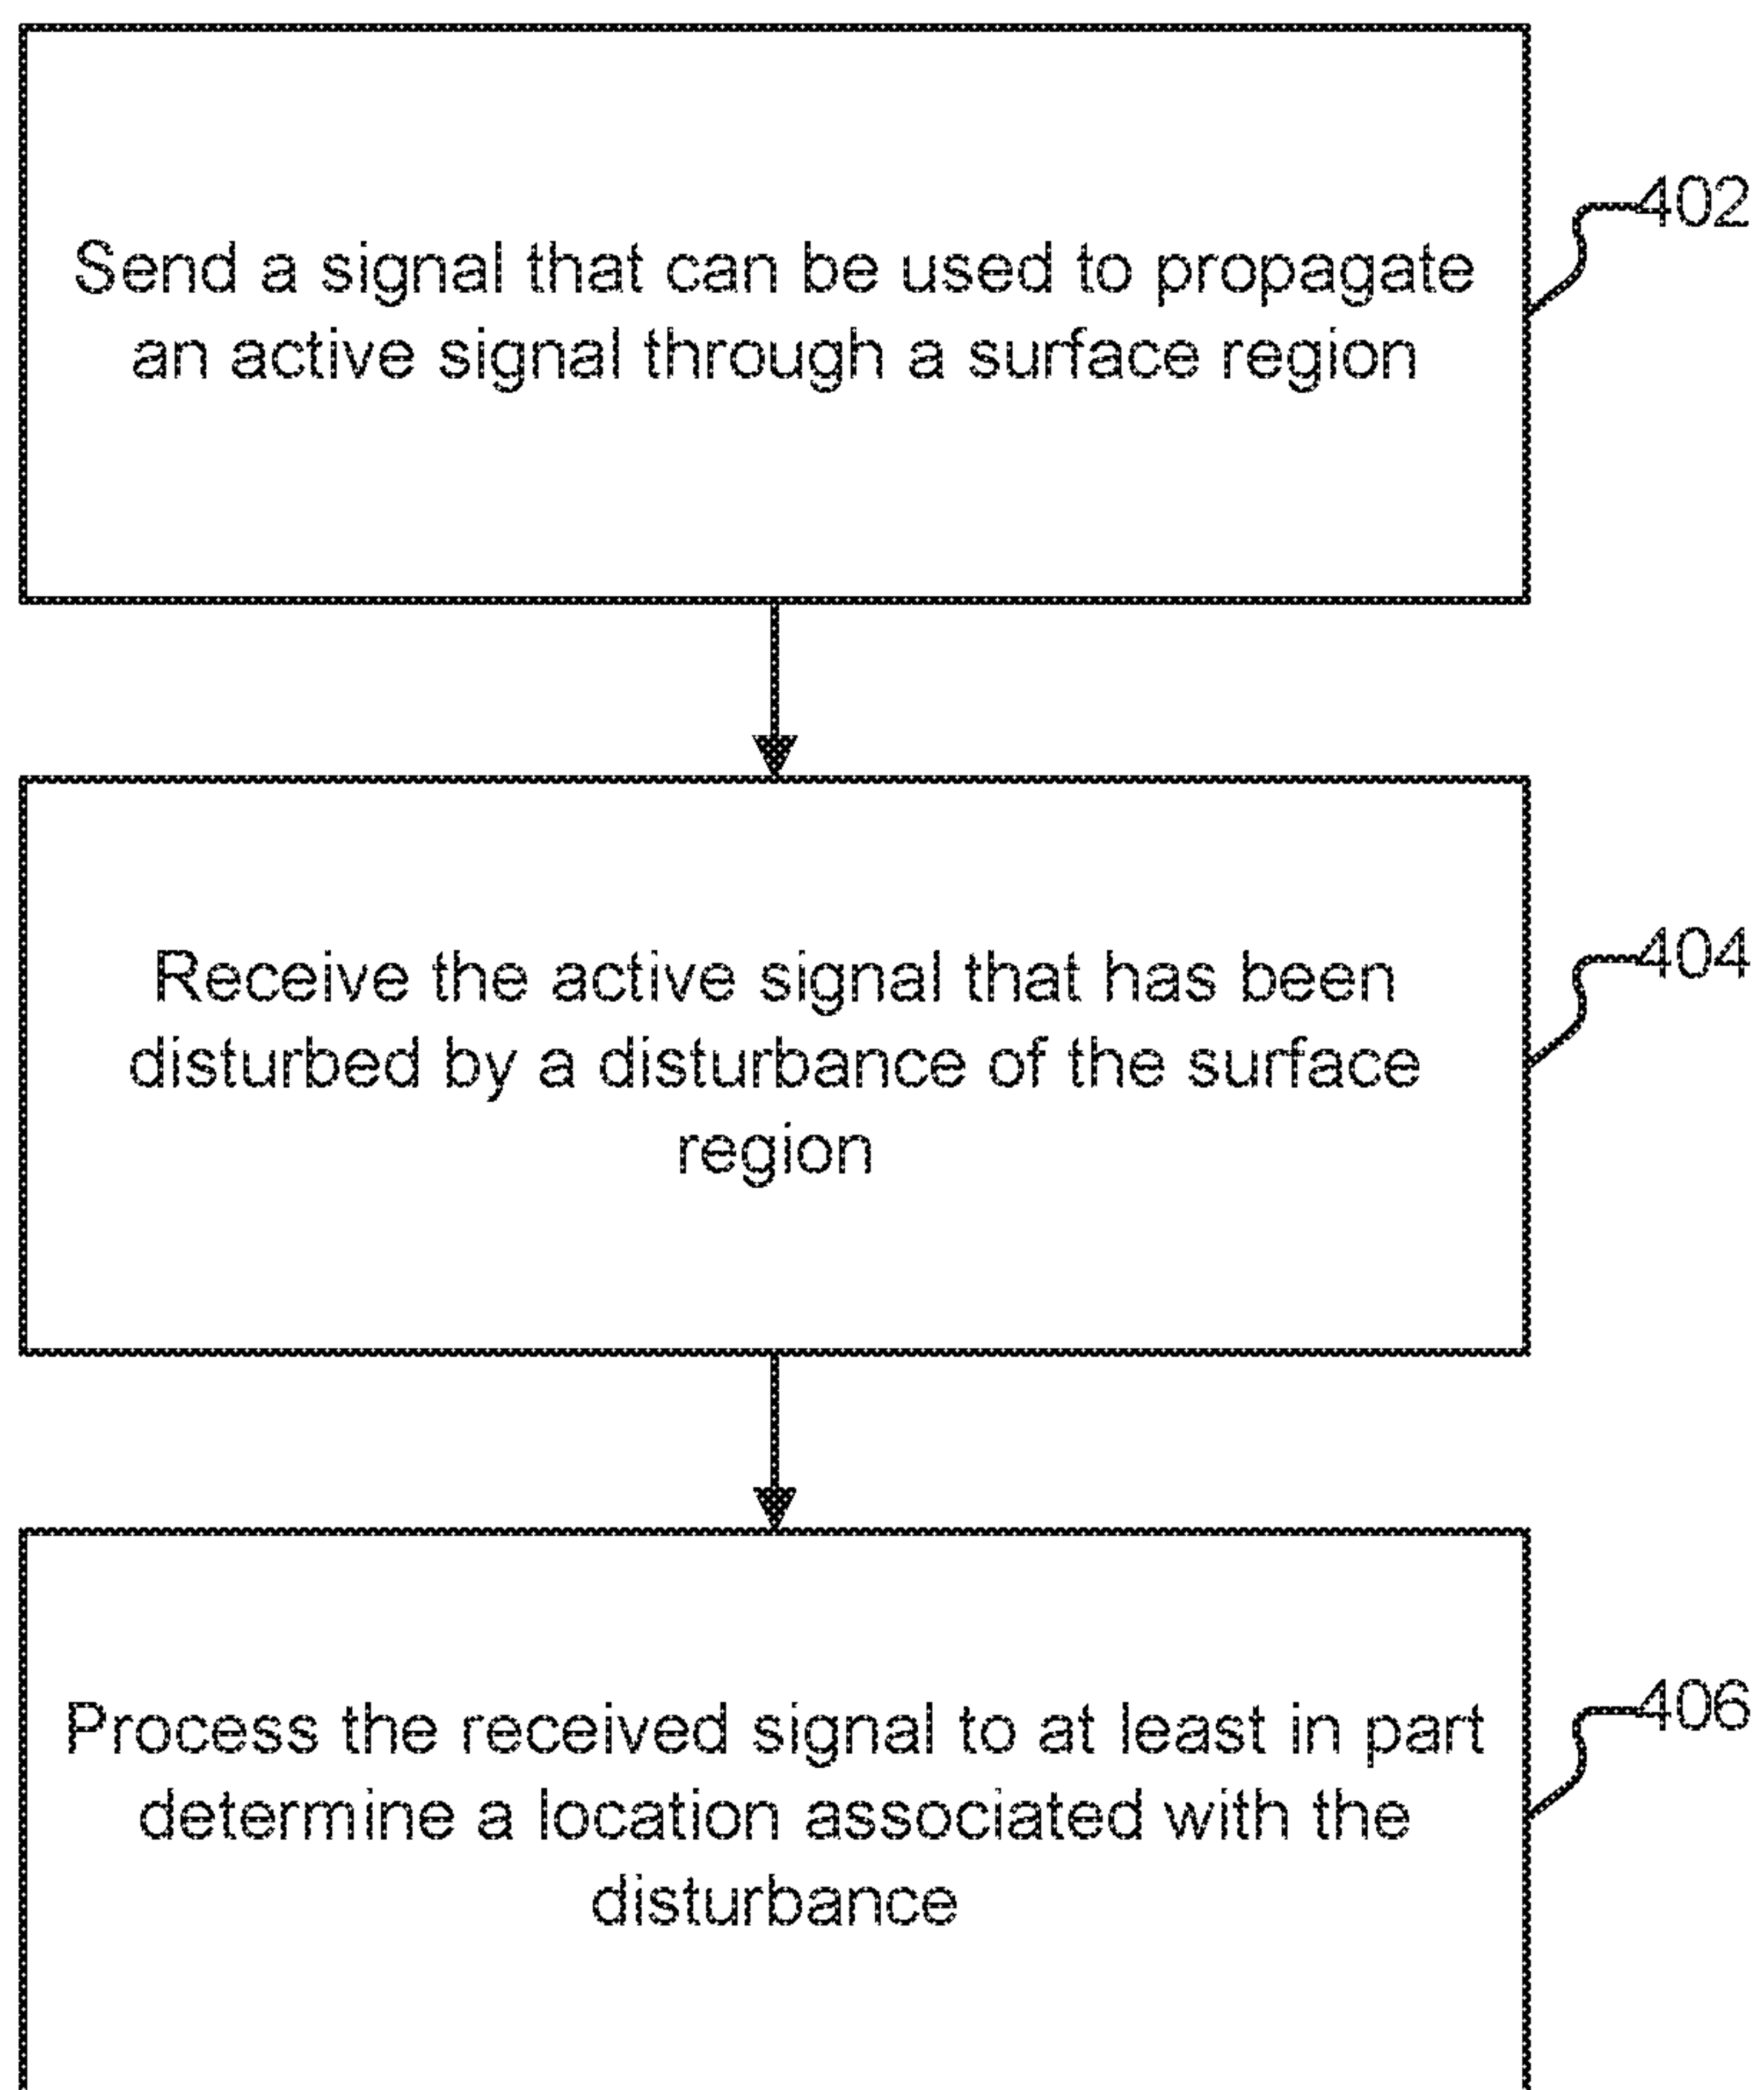 Send a signal that can be used to propagate
an active signal through a surface region
402
Receive the active signal that has been
disturbed by a disturbance of the surface
region
404
Process the received signal to at least in part
determine a location associated with the
disturbance
406